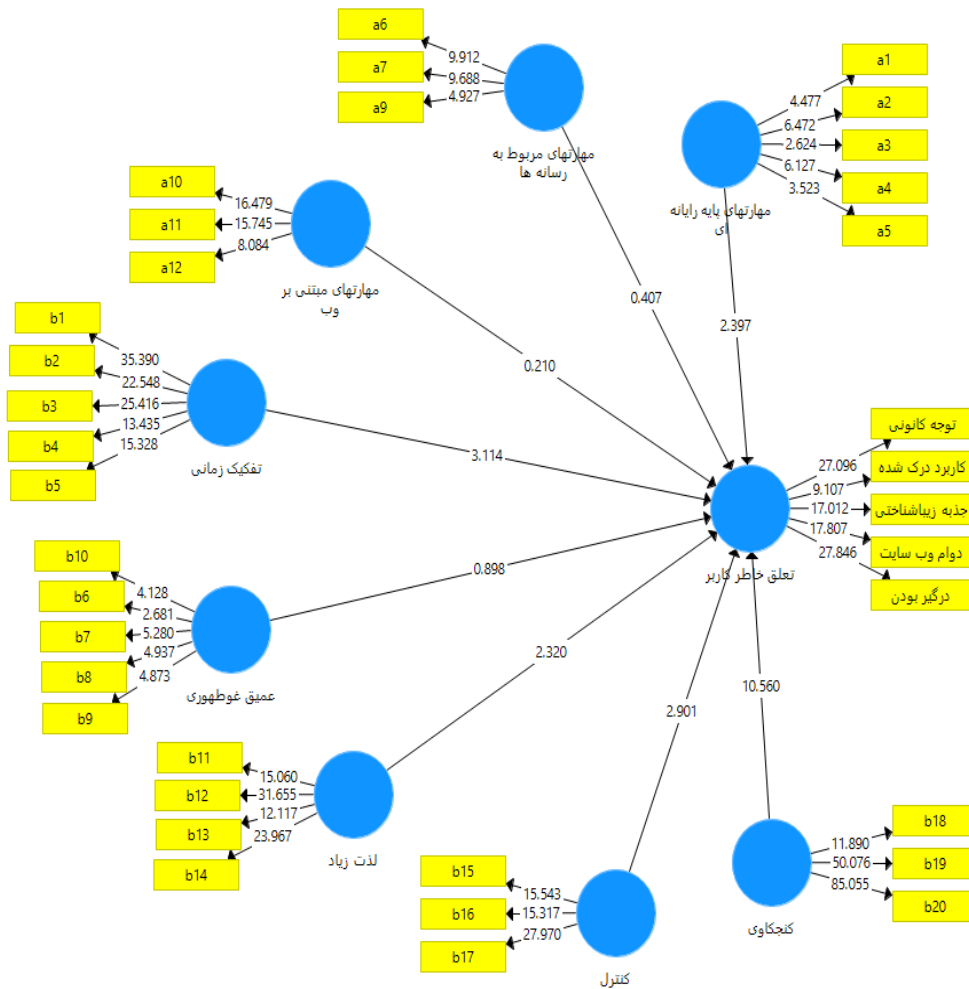 a6
9.912
a7
9.688
a9
4.927
مهارتهای مربوط به
رسانه ها
a1
4.477
a2
6.472
a3
2.624
a4
6.127
a5
3.523
مهارتهای پایه رایانه
ای
a10
16.479
a11
15.745
a12
8.084
مهارتهای مبتنی بر
وب
0.407
2.397
0.210
b1
35.390
b2
22.548
b3
25.416
b4
13.435
b5
15.328
تفکیک زمانی
3.114
توجه کانونی
27.096
کاربرد درک شده
9.107
جذبه زیباشناختی
17.012
دوام وب سایت
17.807
درگیر بودن
27.846
تعلق خاطر کاربر
b10
4.128
b6
2.681
b7
5.280
b8
4.937
b9
4.873
عمیق غوطهوری
0.898
2.320
2.901
10.560
b11
15.060
b12
31.655
b13
12.117
b14
23.967
لذت زیاد
b15
15.543
b16
15.317
b17
27.970
کنترل
b18
11.890
b19
50.076
b20
85.055
کنجکاوی